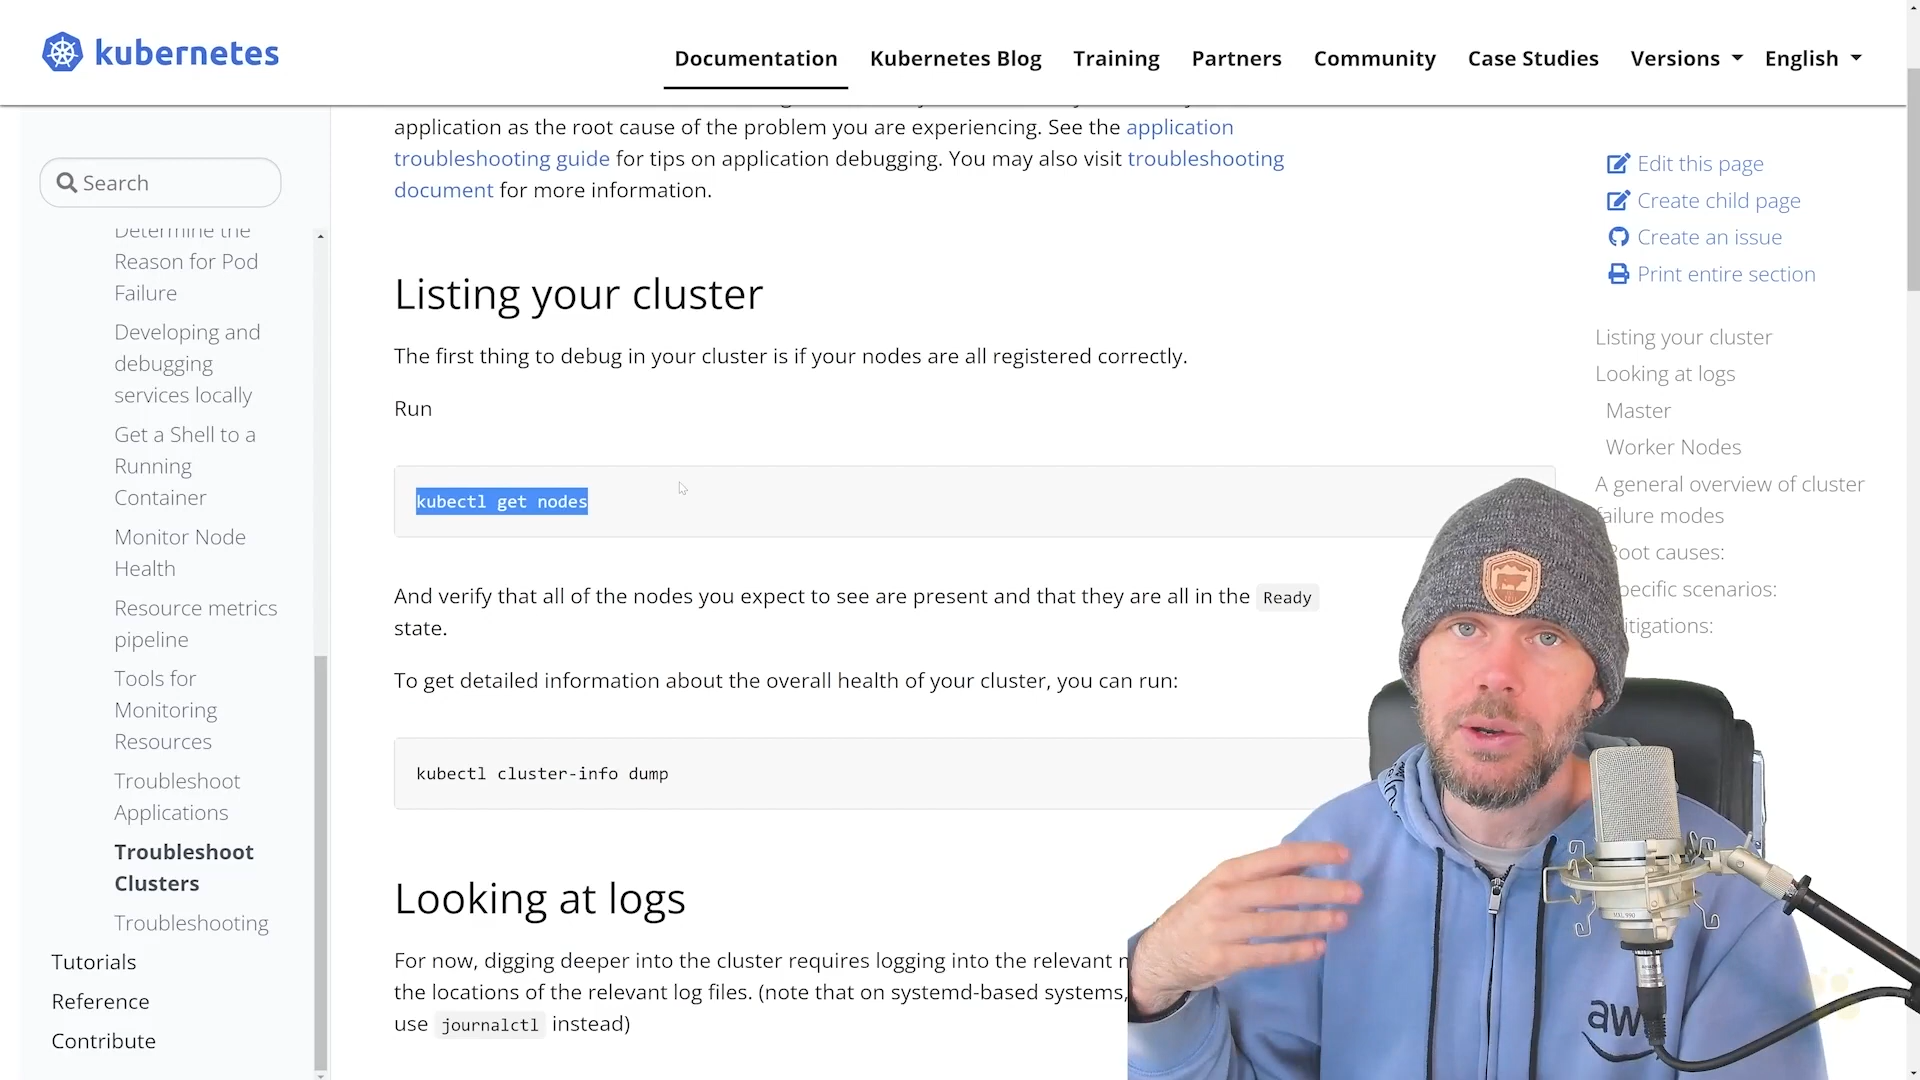 kubernetes
Documentation
Kubernetes Blog
Training
Partners
Community
Case Studies
Versions
English
Search
Determine the
Reason for Pod
Failure
Developing and
debugging
services locally
Get a Shell to a
Running
Container
Monitor Node
Health
Resource metrics
pipeline
Tools for
Monitoring
Resources
Troubleshoot
Applications
Troubleshoot
Clusters
Troubleshooting
Tutorials
Reference
Contribute
application as the root cause of the problem you are experiencing. See the application
troubleshooting guide for tips on application debugging. You may also visit troubleshooting
document for more information.
Listing your cluster
The first thing to debug in your cluster is if your nodes are all registered correctly.
Run
kubectl get nodes
And verify that all of the nodes you expect to see are present and that they are all in the Ready
state.
To get detailed information about the overall health of your cluster, you can run:
kubectl cluster-info dump
Looking at logs
For now, digging deeper into the cluster requires logging into the relevant
the locations of the relevant log files. (note that on systemd-based systems,
use journalctl instead)
Edit this page
Create child page
Create an issue
Print entire section
Listing your cluster
Looking at logs
Master
Worker Nodes
A general overview of cluster
failure modes
Root causes:
Specific scenarios:
itigations:
MXL 990
aw